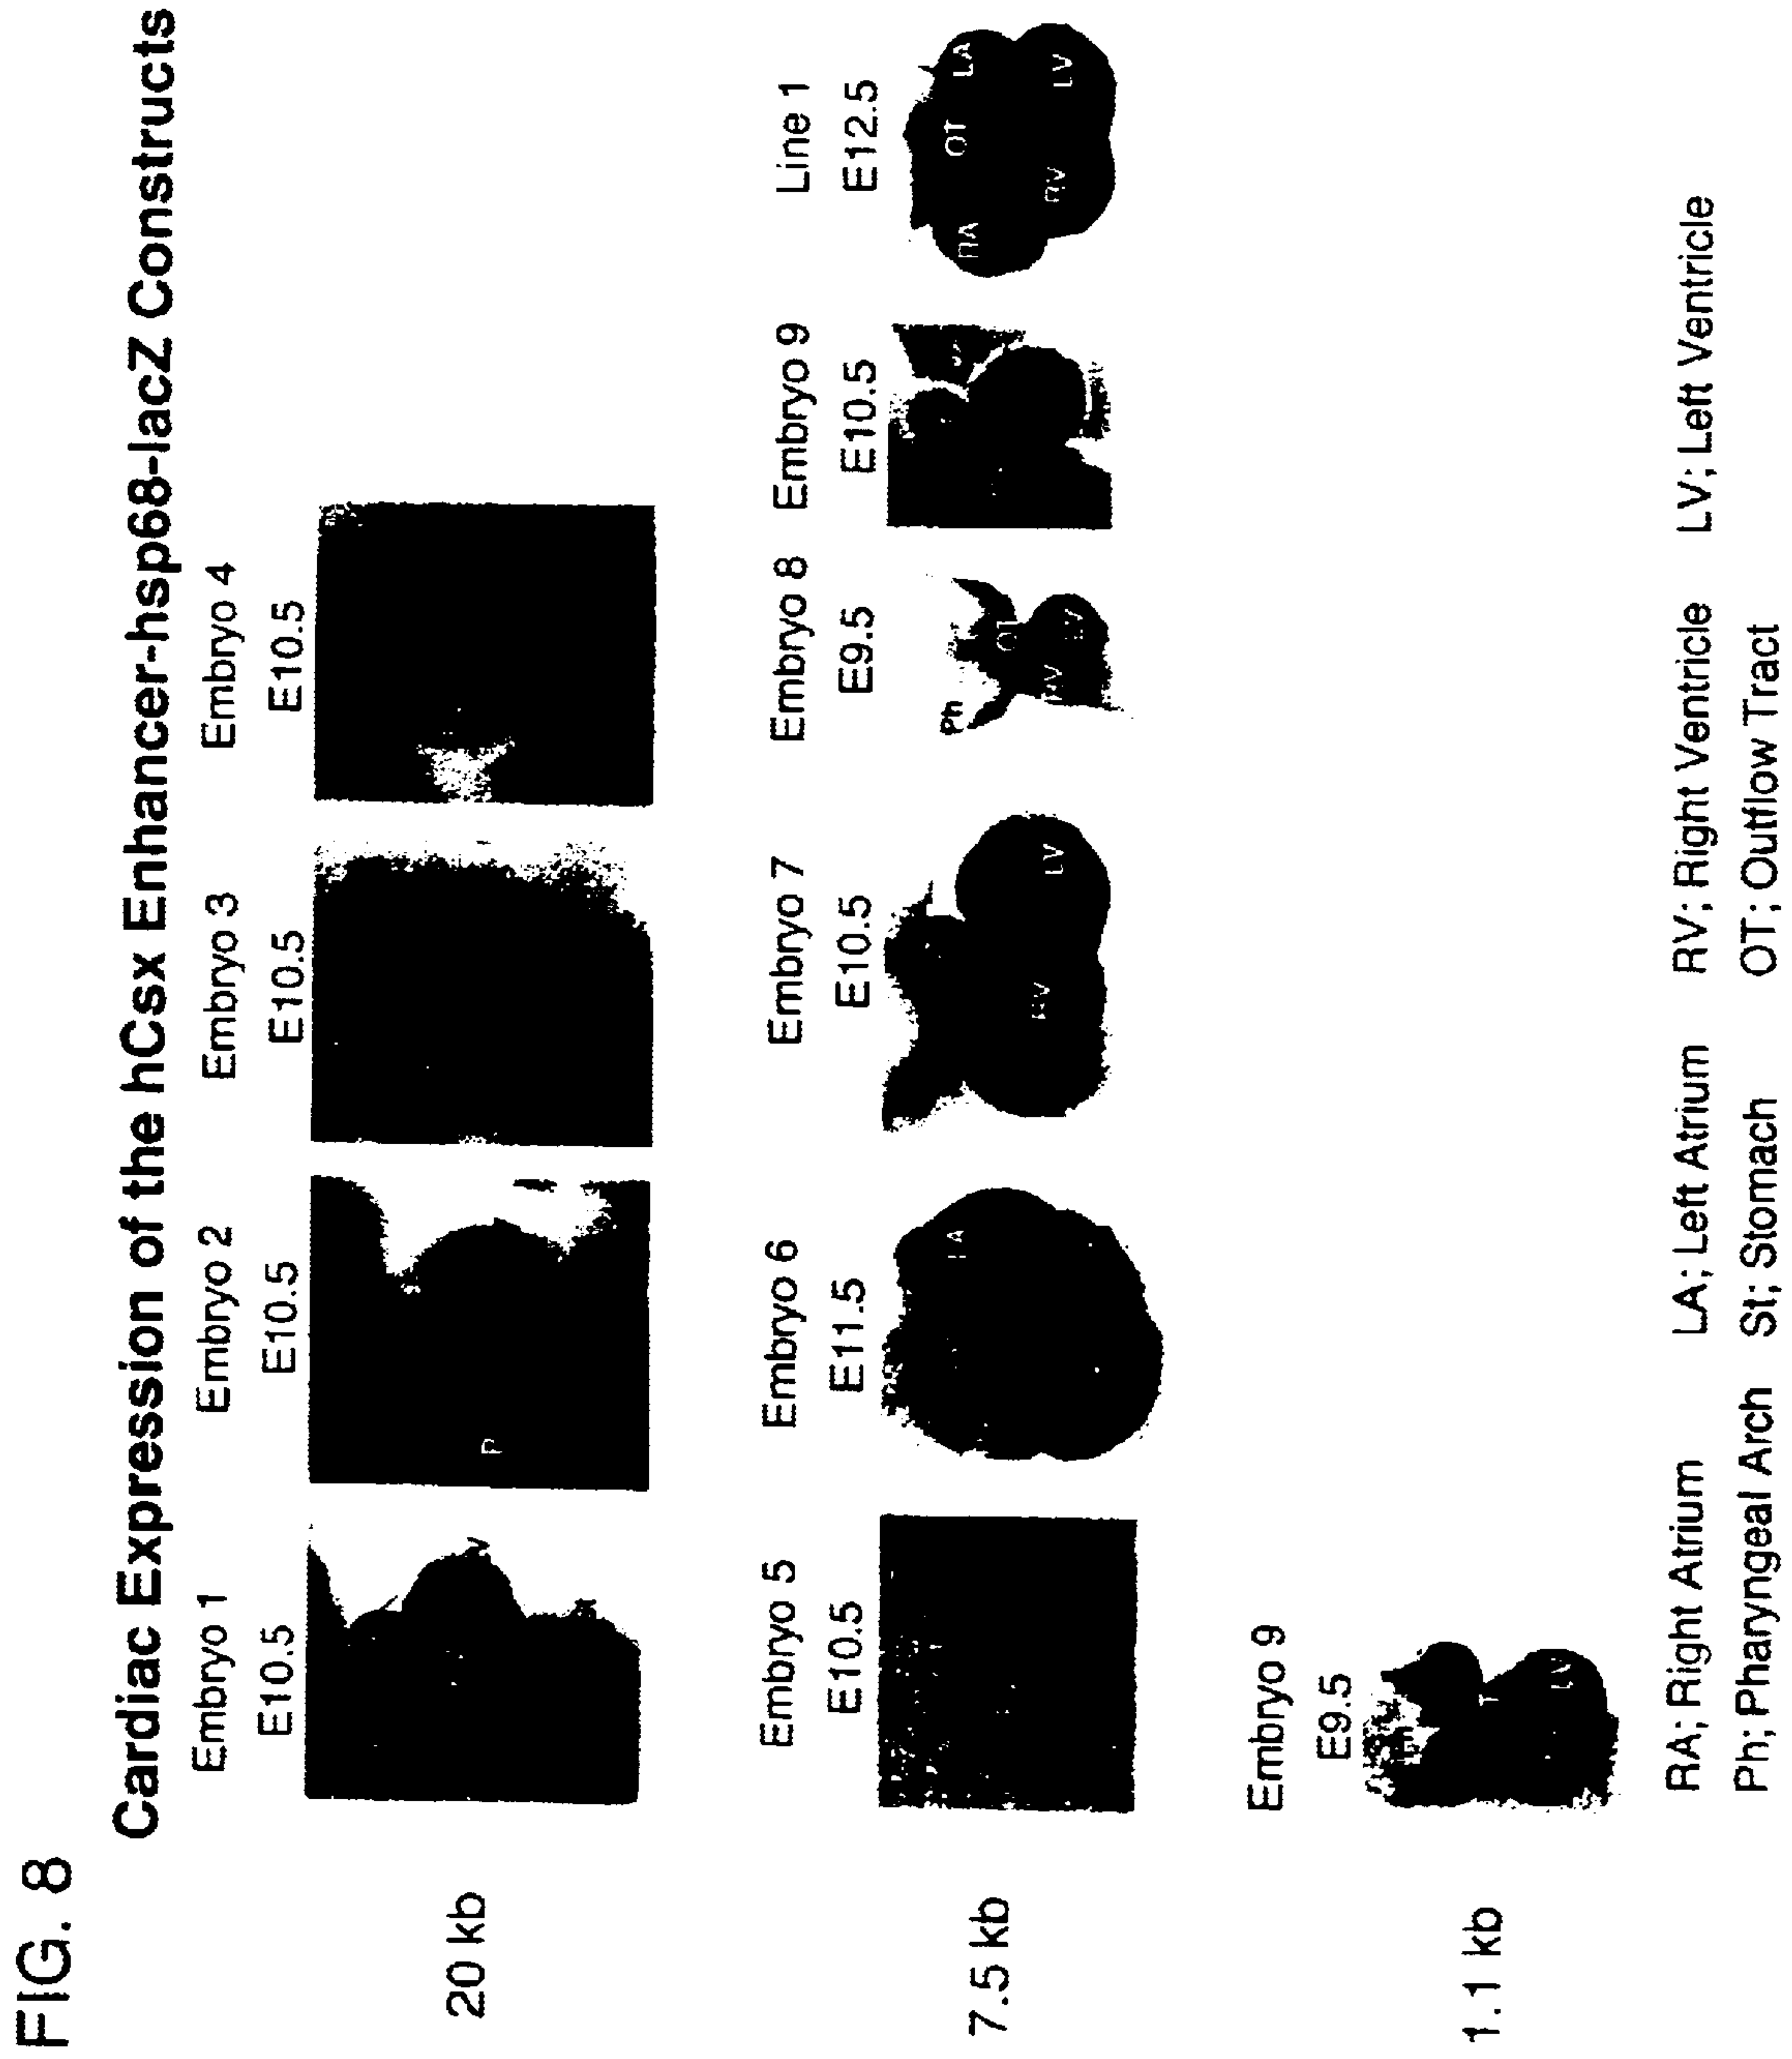 FIG. 8
Cardiac Expression of the hCsx Enhancer-hsp68-lacZ Constructs
Embryo 1 Embryo 2 Embryo 3 Embryo 4
E10.5 E10.5 E10.5 E10.5
20 kb
Embryo 5 Embryo 6 Embryo 7 Embryo 8 Embryo 9 Line 1
E10.5 E11.5 E10.5 E9.5 E10.5 E12.5
7.5 kb
LV
RV
Ph
LV
RA
OT
LA
RV
LV
Embryo 9
E9.5
1.1 kb
LV
RA; Right Atrium LA; Left Atrium RV; Right Ventricle LV; Left Ventricle
Ph; Pharyngeal Arch St; Stomach OT; Outflow Tract